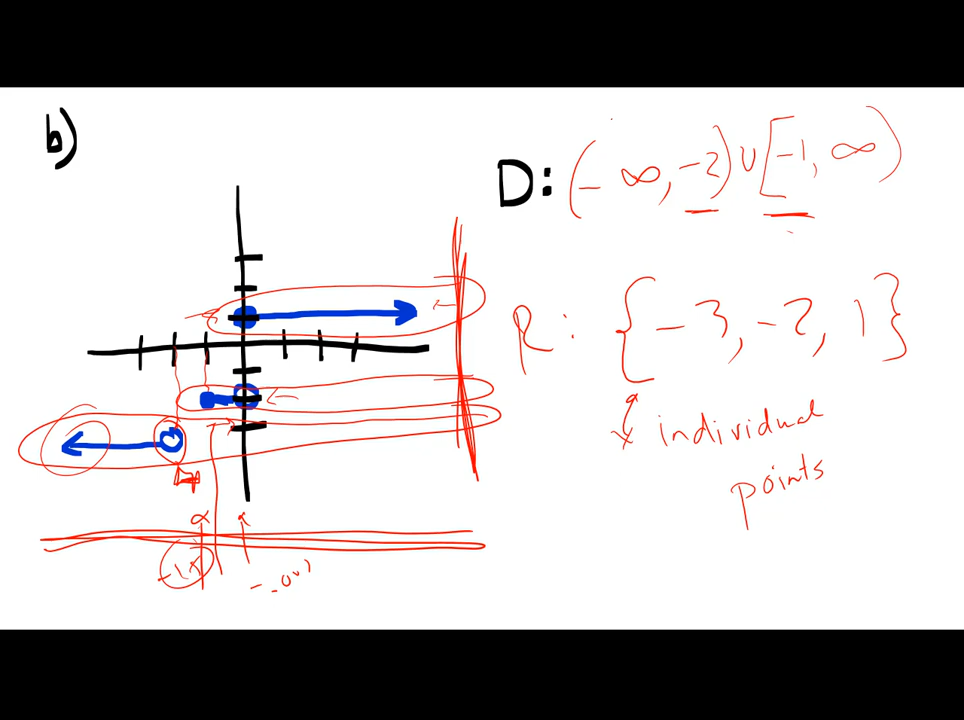 b)
D: (-∞, -2) ∪ [-1, ∞)
R: {-3, -2, 1}
individual
points